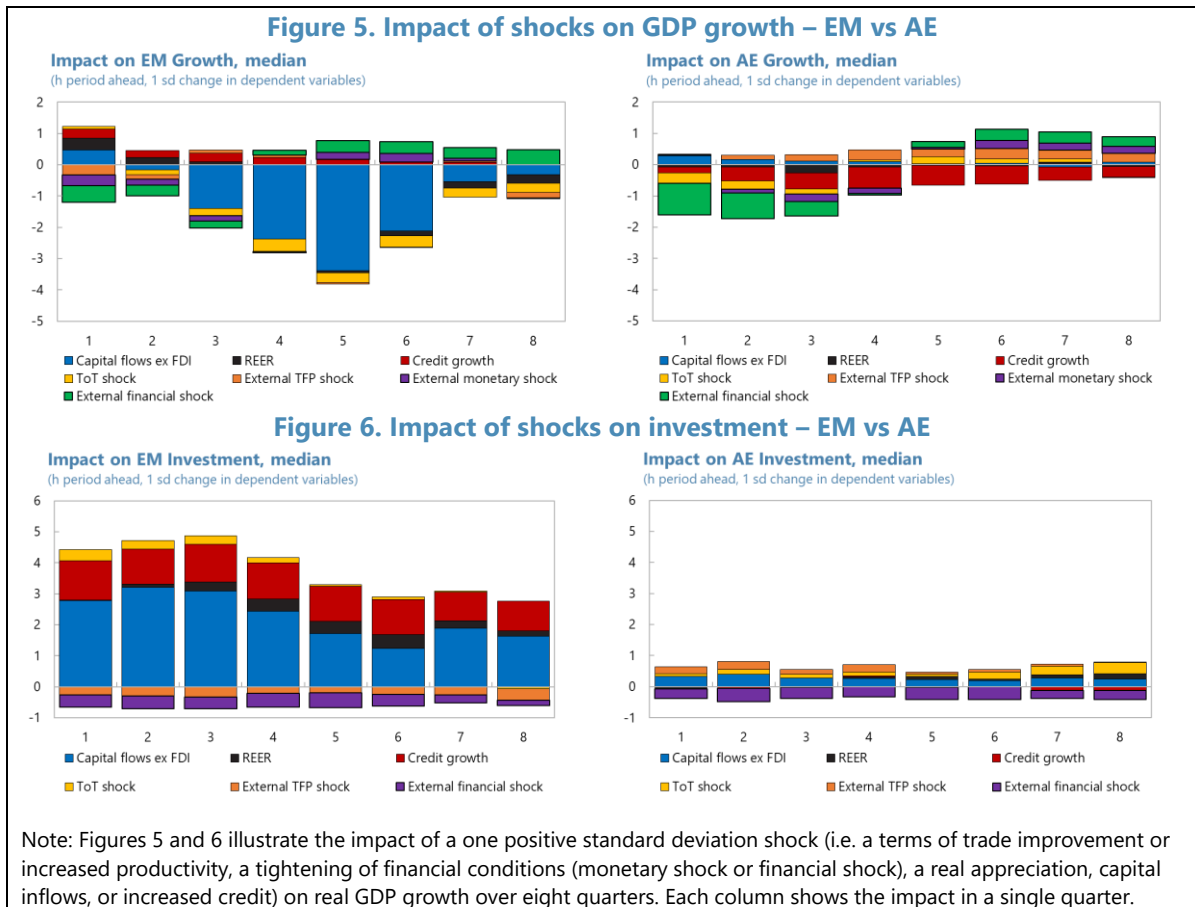 Figure 5. Impact of shocks on GDP growth – EM vs AE
Impact on EM Growth, median
(h period ahead, 1 sd change in dependent variables)
2
1
0
-1
-2
-3
-4
-5
1 2 3 4 5 6 7 8
Capital flows ex FDI REER Credit growth
ToT shock External TFP shock External monetary shock
External financial shock
Impact on AE Growth, median
(h period ahead, 1 sd change in dependent variables)
2
1
0
-1
-2
-3
-4
-5
1 2 3 4 5 6 7 8
Capital flows ex FDI REER Credit growth
ToT shock External TFP shock External monetary shock
External financial shock
Figure 6. Impact of shocks on investment – EM vs AE
Impact on EM Investment, median
(h period ahead, 1 sd change in dependent variables)
6
5
4
3
2
1
0
-1
1 2 3 4 5 6 7 8
Capital flows ex FDI REER Credit growth
ToT shock External TFP shock External financial shock
Impact on AE Investment, median
(h period ahead, 1 sd change in dependent variables)
6
5
4
3
2
1
0
-1
1 2 3 4 5 6 7 8
Capital flows ex FDI REER Credit growth
ToT shock External TFP shock External financial shock
Note: Figures 5 and 6 illustrate the impact of a one positive standard deviation shock (i.e. a terms of trade improvement or
increased productivity, a tightening of financial conditions (monetary shock or financial shock), a real appreciation, capital
inflows, or increased credit) on real GDP growth over eight quarters. Each column shows the impact in a single quarter.